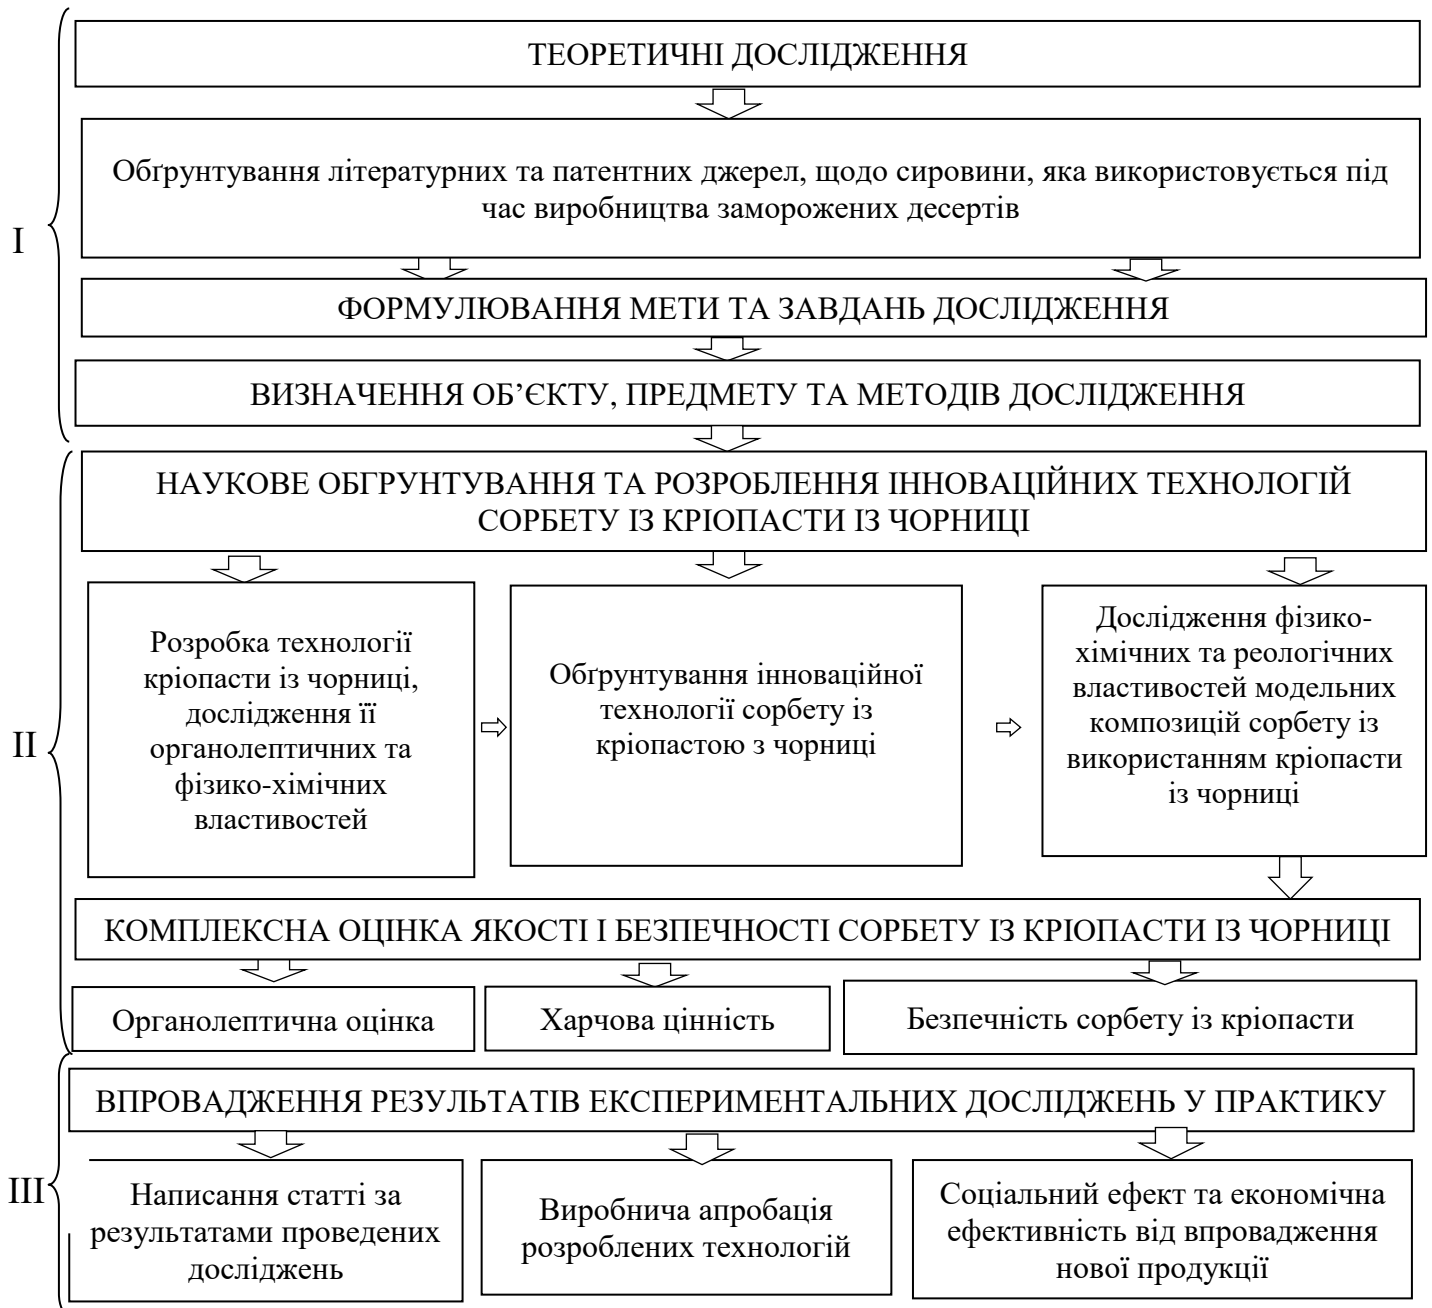 ТЕОРЕТИЧНІ ДОСЛІДЖЕННЯ
Обґрунтування літературних та патентних джерел, щодо сировини, яка використовується під
час виробництва заморожених десертів
I
ФОРМУЛЮВАННЯ МЕТИ ТА ЗАВДАНЬ ДОСЛІДЖЕННЯ
ВИЗНАЧЕННЯ ОБ’ЄКТУ, ПРЕДМЕТУ ТА МЕТОДІВ ДОСЛІДЖЕННЯ
НАУКОВЕ ОБГРУНТУВАННЯ ТА РОЗРОБЛЕННЯ ІННОВАЦІЙНИХ ТЕХНОЛОГІЙ
СОРБЕТУ ІЗ КРІОПАСТИ ІЗ ЧОРНИЦІ
II
Розробка технології
кріопасти із чорниці,
дослідження її
органолептичних та
фізико-хімічних
властивостей
Обґрунтування інноваційної
технології сорбету із
кріопастою з чорниці
Дослідження фізико-
хімічних та реологічних
властивостей модельних
композицій сорбету із
використанням кріопасти
із чорниці
КОМПЛЕКСНА ОЦІНКА ЯКОСТІ І БЕЗПЕЧНОСТІ СОРБЕТУ ІЗ КРІОПАСТИ ІЗ ЧОРНИЦІ
Органолептична оцінка
Харчова цінність
Безпечність сорбету із кріопасти
ВПРОВАДЖЕННЯ РЕЗУЛЬТАТІВ ЕКСПЕРИМЕНТАЛЬНИХ ДОСЛІДЖЕНЬ У ПРАКТИКУ
III
Написання статті за
результатами проведених
досліджень
Виробнича апробація
розроблених технологій
Соціальний ефект та економічна
ефективність від впровадження
нової продукції